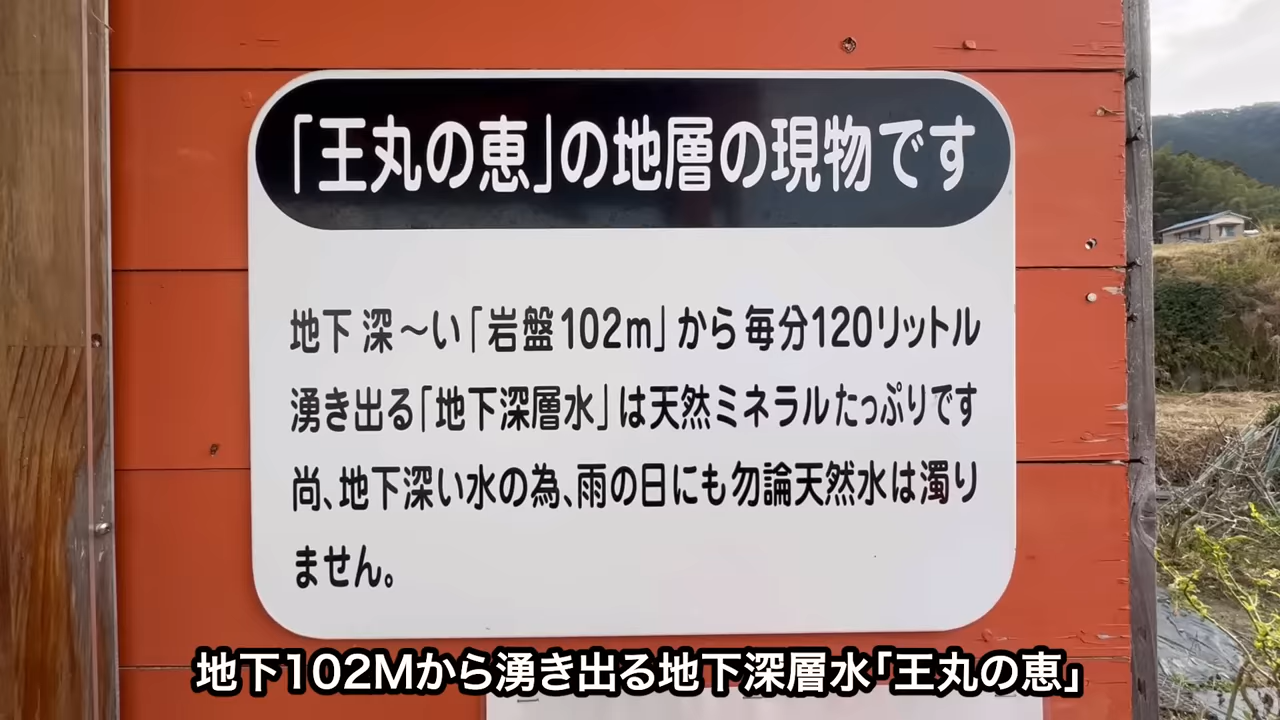 「王丸の恵」の地層の現物です
地下 深～い「岩盤102m」から毎分120リットル
湧き出る「地下深層水」は天然ミネラルたっぷりです
尚、地下深い水の為、雨の日にも勿論天然水は濁り
ません。
地下102Mから湧き出る地下深層水「王丸の恵」